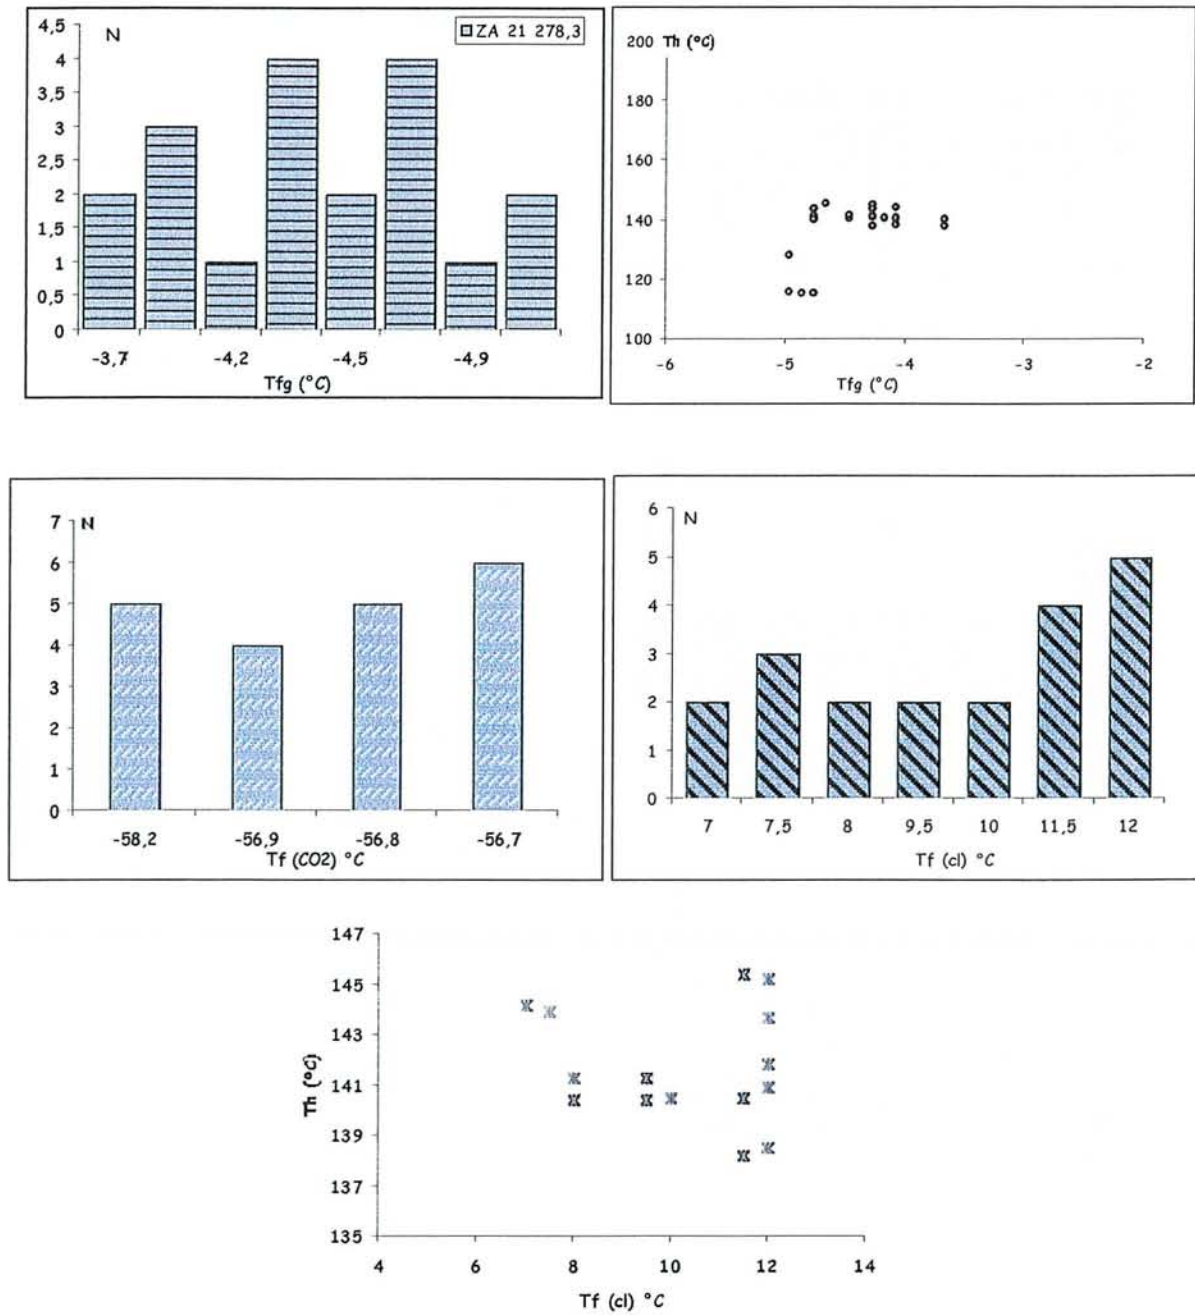 4,5
N
ZA 21 278,3
4
3,5
3
2,5
2
1,5
1
0,5
0
-3,7 -4,2 -4,5 -4,9
Tfg (°C)
200 Th (°C)
180
160
140
120
100
-6 -5 -4 -3 -2
Tfg (°C)
7 N
6
5
4
3
2
1
0
-58,2 -56,9 -56,8 -56,7
Tf (CO2) °C
6
N
5
4
3
2
1
0
7 7,5 8 9,5 10 11,5 12
Tf (cl) °C
147
145
143
141
139
137
135
Th (°C)
4 6 8 10 12 14
Tf (cl) °C